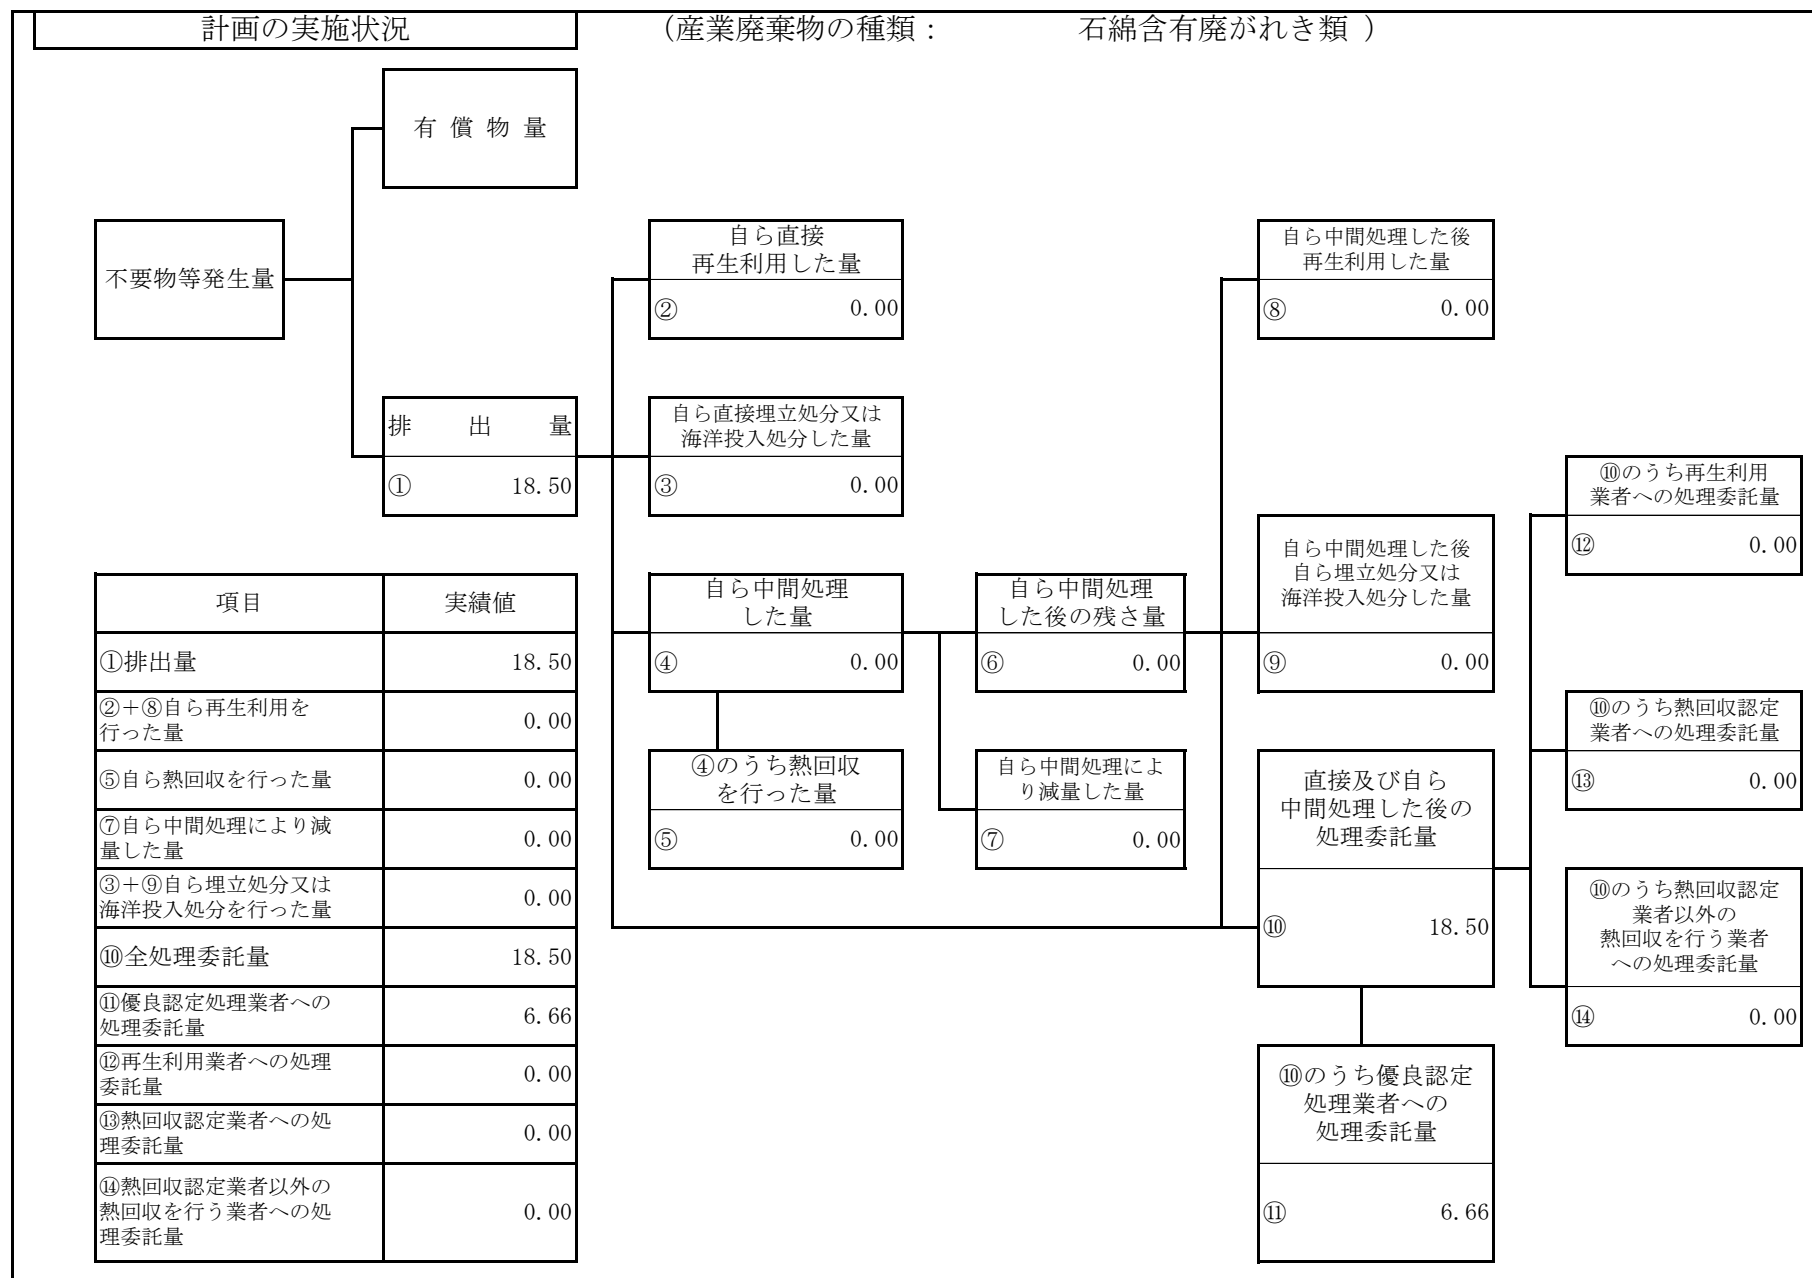 計画の実施状況
（産業廃棄物の種類：　石綿含有廃がれき類 ）
有 償 物 量
不要物等発生量
自ら直接
再生利用した量
② 0.00
自ら中間処理した後
再生利用した量
⑧ 0.00
排 出 量
① 18.50
自ら直接埋立処分又は
海洋投入処分した量
③ 0.00
⑩のうち再生利用
業者への処理委託量
⑫ 0.00
自ら中間処理した後
自ら埋立処分又は
海洋投入処分した量
⑨ 0.00
自ら中間処理
した量
④ 0.00
自ら中間処理
した後の残さ量
⑥ 0.00
④のうち熱回収
を行った量
⑤ 0.00
自ら中間処理によ
り減量した量
⑦ 0.00
直接及び自ら
中間処理した後の
処理委託量
⑩ 18.50
⑩のうち熱回収認定
業者への処理委託量
⑬ 0.00
⑩のうち熱回収認定
業者以外の
熱回収を行う業者
への処理委託量
⑭ 0.00
⑩のうち優良認定
処理業者への
処理委託量
⑪ 6.66
項目 実績値
①排出量 18.50
②＋⑧自ら再生利用を
行った量 0.00
⑤自ら熱回収を行った量 0.00
⑦自ら中間処理により減
量した量 0.00
③＋⑨自ら埋立処分又は
海洋投入処分を行った量 0.00
⑩全処理委託量 18.50
⑪優良認定処理業者への
処理委託量 6.66
⑫再生利用業者への処理
委託量 0.00
⑬熱回収認定業者への処
理委託量 0.00
⑭熱回収認定業者以外の
熱回収を行う業者への処
理委託量 0.00